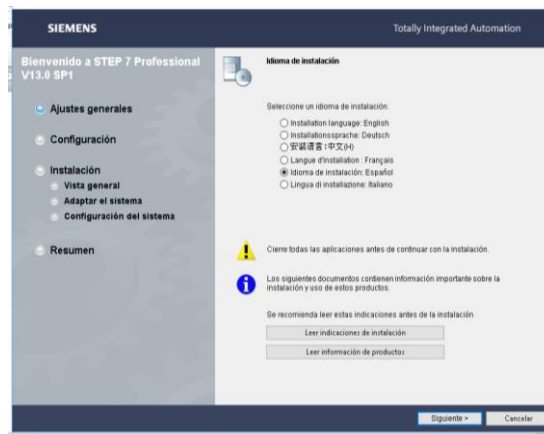 SIEMENS
Totally Integrated Automation
Bienvenido a STEP 7 Professional
V13.0 SP1
Ajustes generales
Configuración
Instalación
Vista general
Adaptar el sistema
Configuración del sistema
Resumen
Idioma de instalación
Seleccione un idioma de instalación:
Installation language: English
Installationssprache: Deutsch
安装语言:中文(H)
Langue d'installation : Français
Idioma de instalación: Español
Lingua di installazione: Italiano
Cierre todas las aplicaciones antes de continuar con la instalación.
Los siguientes documentos contienen información importante sobre la
instalación y uso de estos productos.
Se recomienda leer estas indicaciones antes de la instalación
Leer indicaciones de instalación
Leer información de productos
Siguiente >
Cancelar